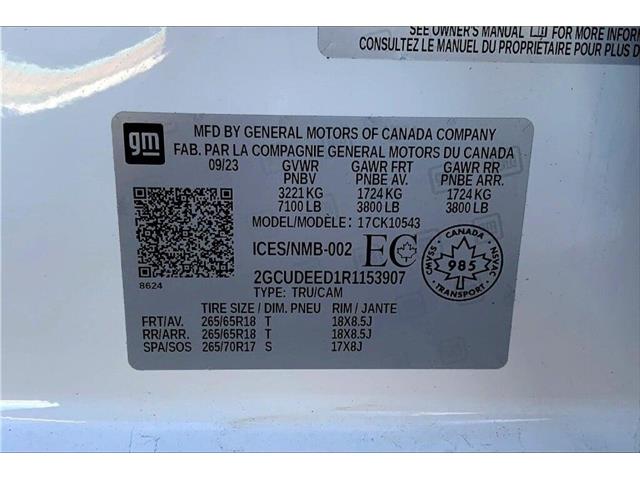 SEE OWNER'S MANUAL FOR MORE
CONSULTEZ LE MANUEL DU PROPRIÉTAIRE POUR PLUS
gm
MFD BY GENERAL MOTORS OF CANADA COMPANY
FAB. PAR LA COMPAGNIE GENERAL MOTORS DU CANADA
09/23 GVWR GAWR FRT GAWR RR
PNBV PNBE AV. PNBE ARR.
3221 KG 1724 KG 1724 KG
7100 LB 3800 LB 3800 LB
MODEL/MODÈLE: 17CK10543
ICES/NMB-002 EC
2GCUDEED1R1153907
TYPE: TRU/CAM
8624
CANADA
CMVSS NSVAC
985
TRANSPORT
TIRE SIZE / DIM. PNEU RIM / JANTE
FRT/AV. 265/65R18 T 18X8.5J
RR/ARR. 265/65R18 T 18X8.5J
SPA/SOS 265/70R17 S 17X8J